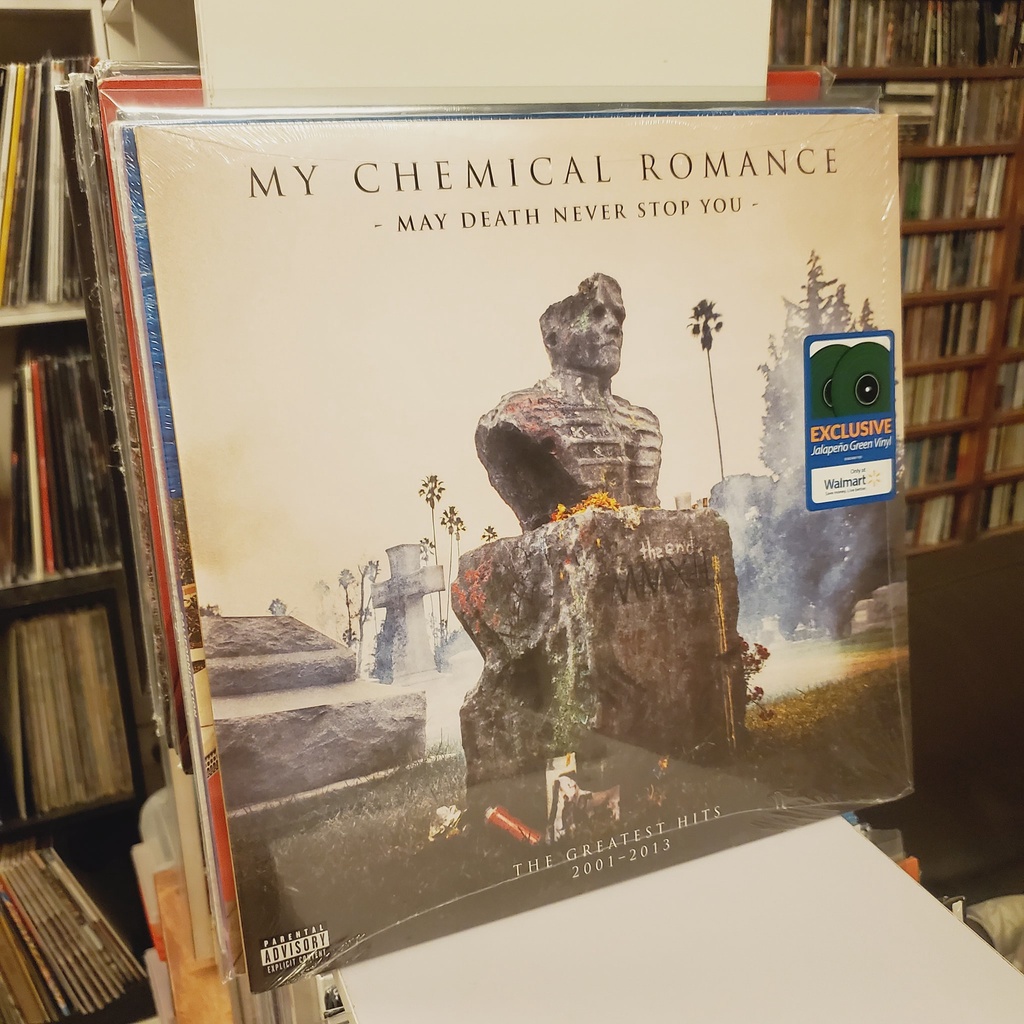 MY CHEMICAL ROMANCE
- MAY DEATH NEVER STOP YOU -
EXCLUSIVE
Jalapeño Green Vinyl
Only at
Walmart
the end.
THE GREATEST HITS
2001-2013
PARENTAL
ADVISORY
EXPLICIT CONTENT